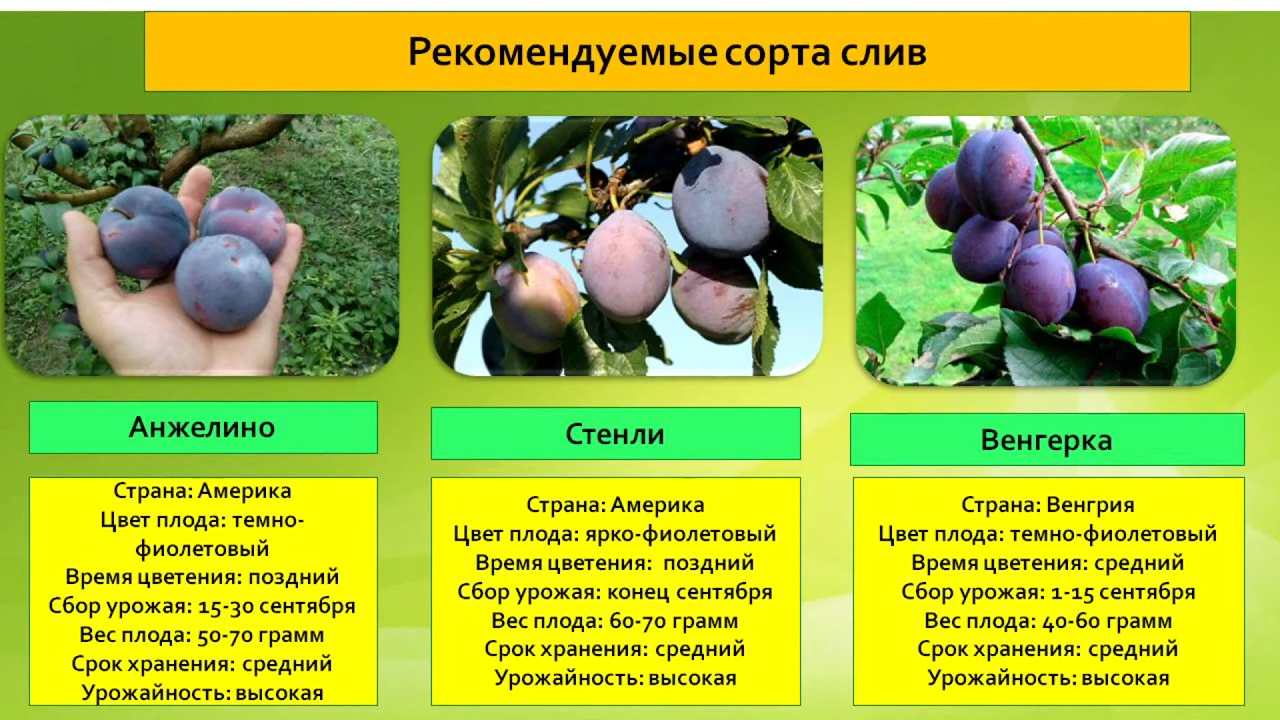 Рекомендуемые сорта слив
Анжелино
Страна: Америка
Цвет плода: темно-
фиолетовый
Время цветения: поздний
Сбор урожая: 15-30 сентября
Вес плода: 50-70 грамм
Срок хранения: средний
Урожайность: высокая
Стенли
Страна: Америка
Цвет плода: ярко-фиолетовый
Время цветения: поздний
Сбор урожая: конец сентября
Вес плода: 60-70 грамм
Срок хранения: средний
Урожайность: высокая
Венгерка
Страна: Венгрия
Цвет плода: темно-фиолетовый
Время цветения: средний
Сбор урожая: 1-15 сентября
Вес плода: 40-60 грамм
Срок хранения: средний
Урожайность: высокая